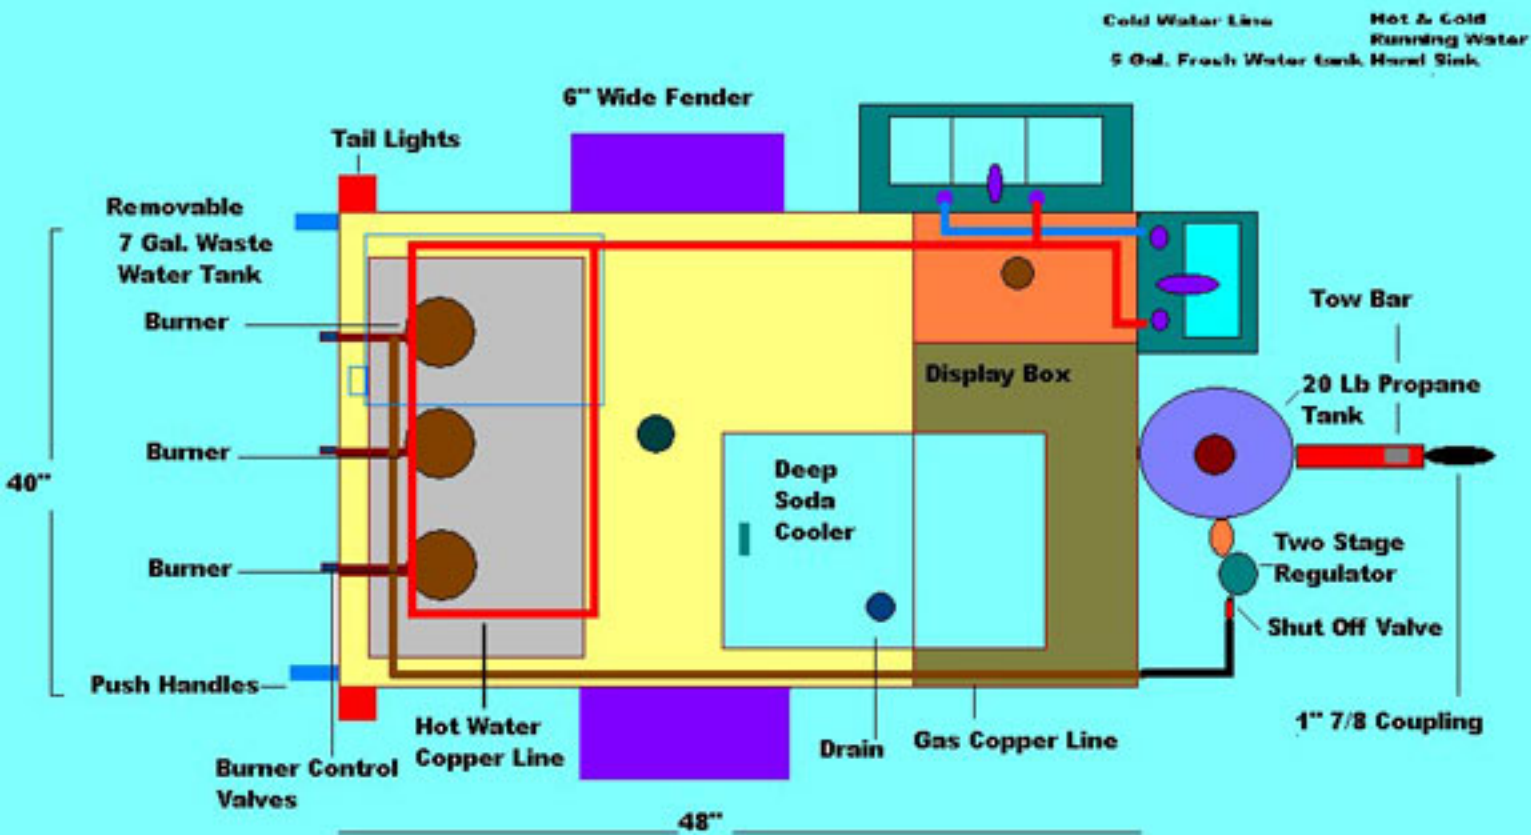 Cold Water Line
Hot & Cold
Running Water
5 Gal. Fresh Water tank
Hand Sink
6" Wide Fender
Tail Lights
Removable
7 Gal. Waste
Water Tank
Burner
Tow Bar
Display Box
20 Lb Propane
Tank
Burner
Deep
Soda
Cooler
40"
Two Stage
Regulator
Burner
Shut Off Valve
Push Handles
Hot Water
Copper Line
Drain
Gas Copper Line
1" 7/8 Coupling
Burner Control
Valves
48"